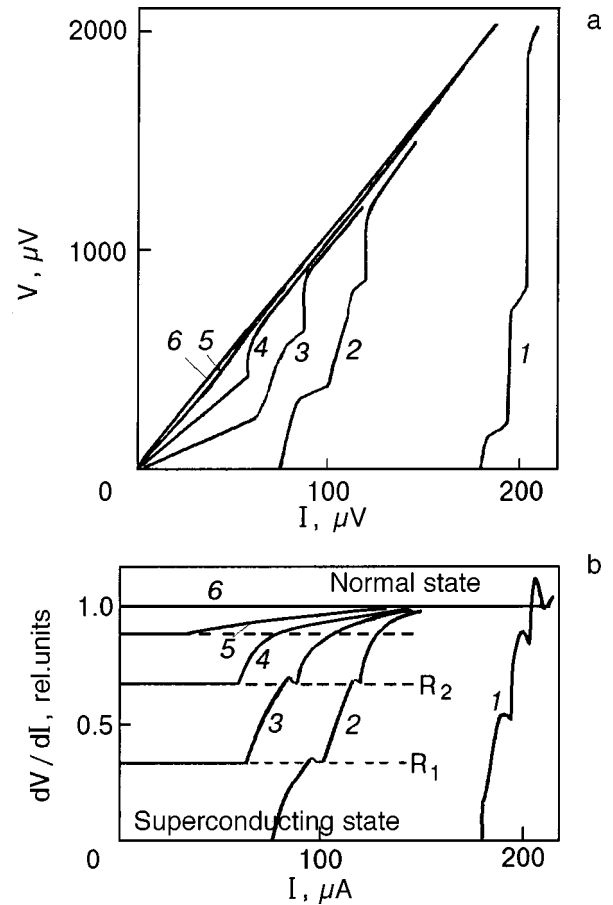 a
2000
1000
V , μV
6 5 4 3 2 1
0 100 200
I , μV
b
6 Normal state
1.0
5
4
R2
3 2 1
0.5
R1
dV / dI, rel.units
Superconducting state
0 100 200
I , μA